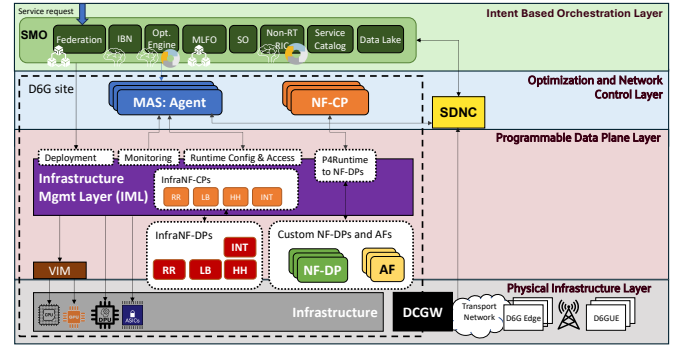 Service request
Intent Based Orchestration Layer
SMO
Federation
IBN
Opt.
Engine
MLFO
SO
Non-RT
RIC
Service
Catalog
Data Lake
D6G site
MAS: Agent
NF-CP
SDNC
Optimization and Network
Control Layer
Programmable Data Plane Layer
Deployment
Monitoring
Runtime Config & Access
P4Runtime
to NF-DPs
Infrastructure
Mgmt Layer (IML)
InfraNF-CPs
RR
LB
HH
INT
InfraNF-DPs
INT
RR
LB
HH
Custom NF-DPs and AFs
NF-DP
AF
VIM
Physical Infrastructure Layer
CPU
GPU
DPU
ASICs
Infrastructure
DCGW
Transport
Network
D6G Edge
D6GUE